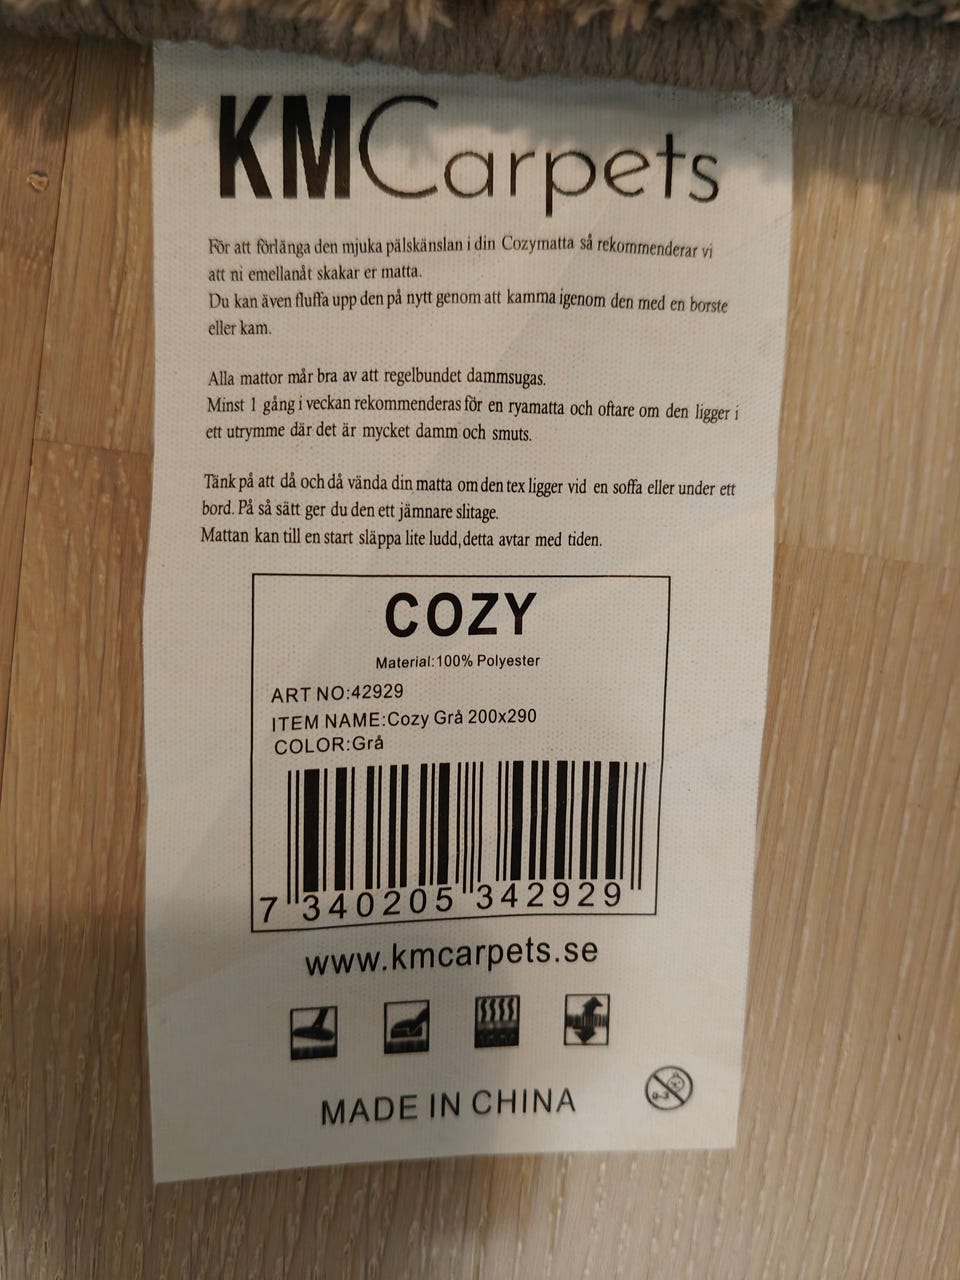 KMCarpets
För att förlänga den mjuka pälskänslan i din Cozymatta så rekommenderar vi
att ni emellanåt skakar er matta.
Du kan även fluffa upp den på nytt genom att kamma igenom den med en borste
eller kam.
Alla mattor mår bra av att regelbundet dammsugas.
Minst 1 gång i veckan rekommenderas för en ryamatta och oftare om den ligger i
ett utrymme där det är mycket damm och smuts.
Tänk på att då och då vända din matta om den tex ligger vid en soffa eller under ett
bord. På så sätt ger du den ett jämnare slitage.
Mattan kan till en start släppa lite ludd, detta avtar med tiden.
COZY
Material:100% Polyester
ART NO:42929
ITEM NAME:Cozy Grå 200x290
COLOR:Grå
7 340205 342929
www.kmcarpets.se
MADE IN CHINA
0-3